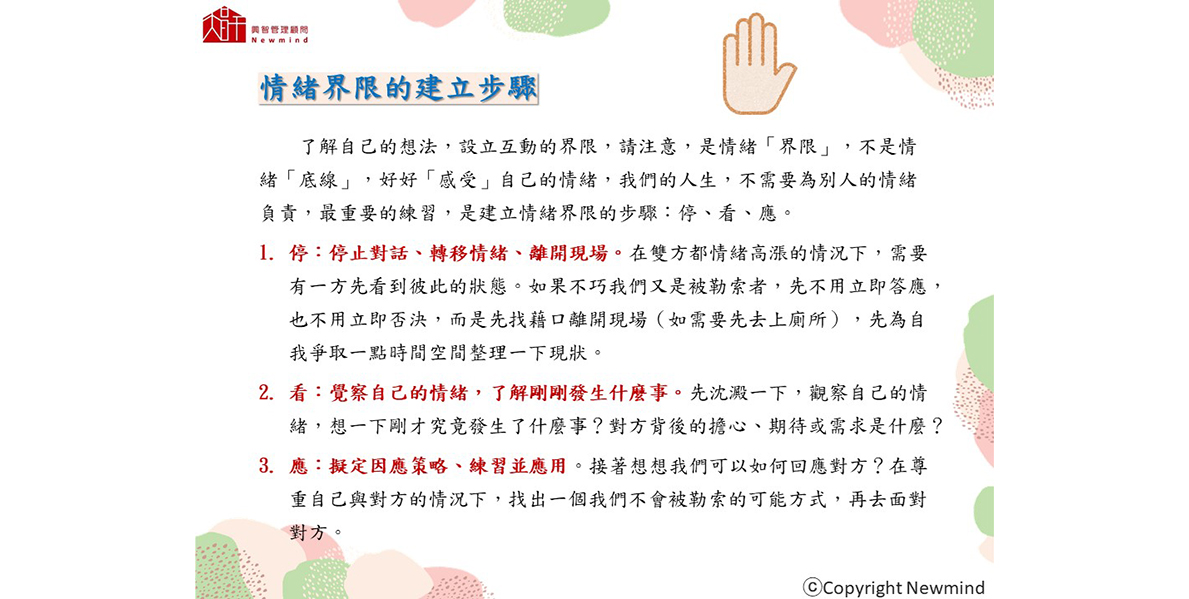 興智管理顧問
Newmind
情緒界限的建立步驟
了解自己的想法，設立互動的界限，請注意，是情緒「界限」，不是情
緒「底線」，好好「感受」自己的情緒，我們的人生，不需要為別人的情緒
負責，最重要的練習，是建立情緒界限的步驟：停、看、應。
1. 停：停止對話、轉移情緒、離開現場。在雙方都情緒高漲的情況下，需要
有一方先看到彼此的狀態。如果不巧我們又是被勒索者，先不用立即答應，
也不用立即否決，而是先找藉口離開現場（如需要先去上廁所），先為自
我爭取一點時間空間整理一下現狀。
2. 看：覺察自己的情緒，了解剛剛發生什麼事。先沈澱一下，觀察自己的情
緒，想一下剛才究竟發生了什麼事？對方背後的擔心、期待或需求是什麼？
3. 應：擬定因應策略、練習並應用。接著想想我們可以如何回應對方？在尊
重自己與對方的情況下，找出一個我們不會被勒索的可能方式，再去面對
對方。
ⓒCopyright Newmind